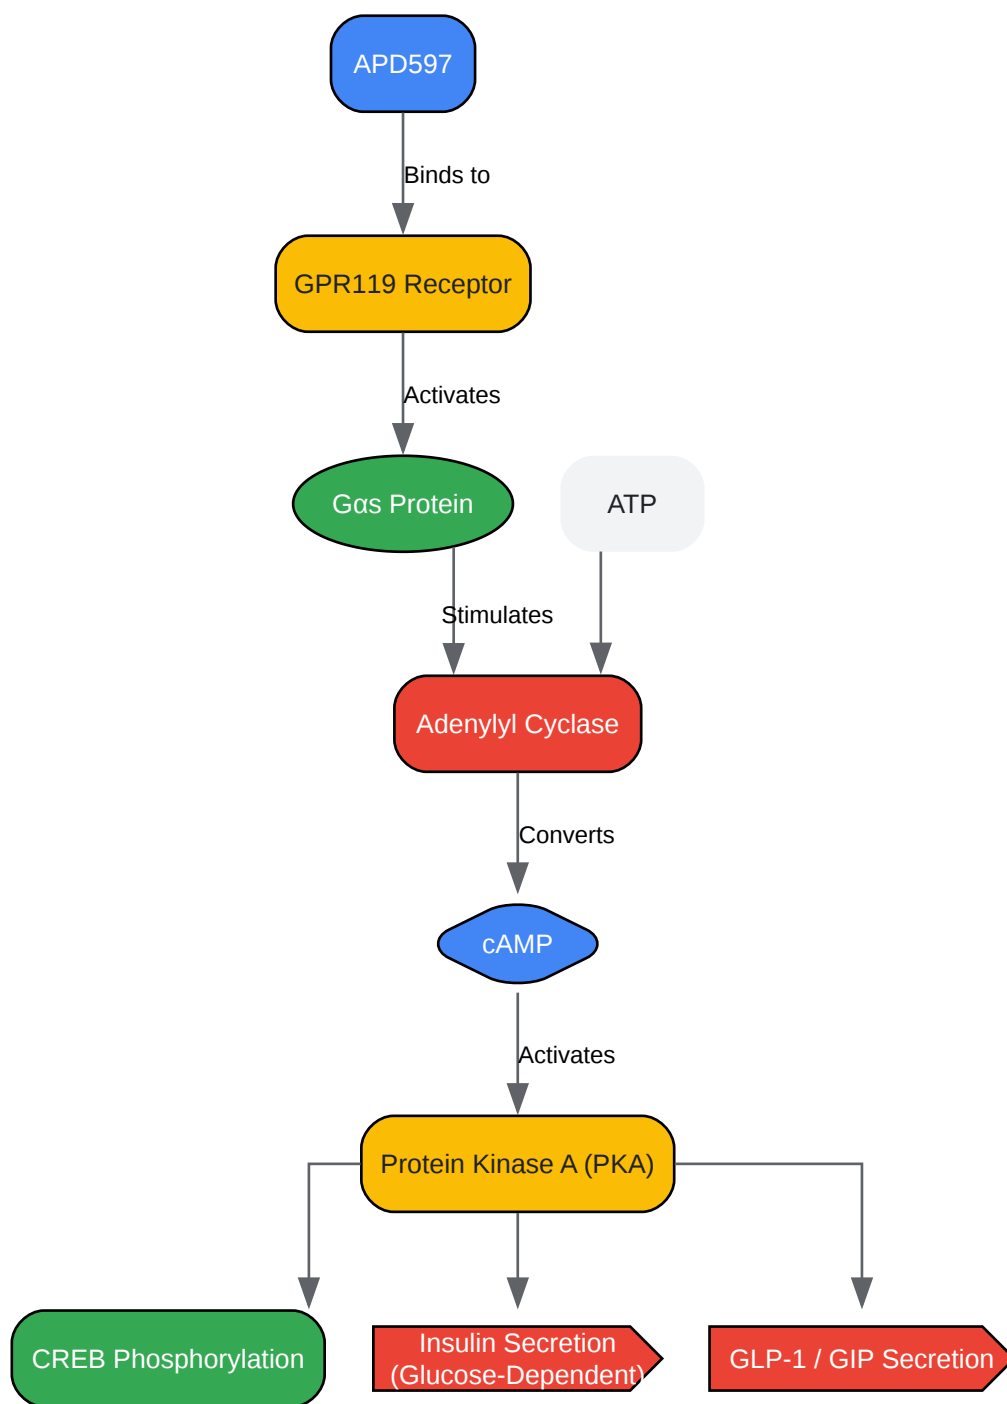 APD597
Binds to
GPR119 Receptor
Activates
Gαs Protein
ATP
Stimulates
Adenylyl Cyclase
Converts
cAMP
Activates
Protein Kinase A (PKA)
CREB Phosphorylation
Insulin Secretion
(Glucose-Dependent)
GLP-1 / GIP Secretion